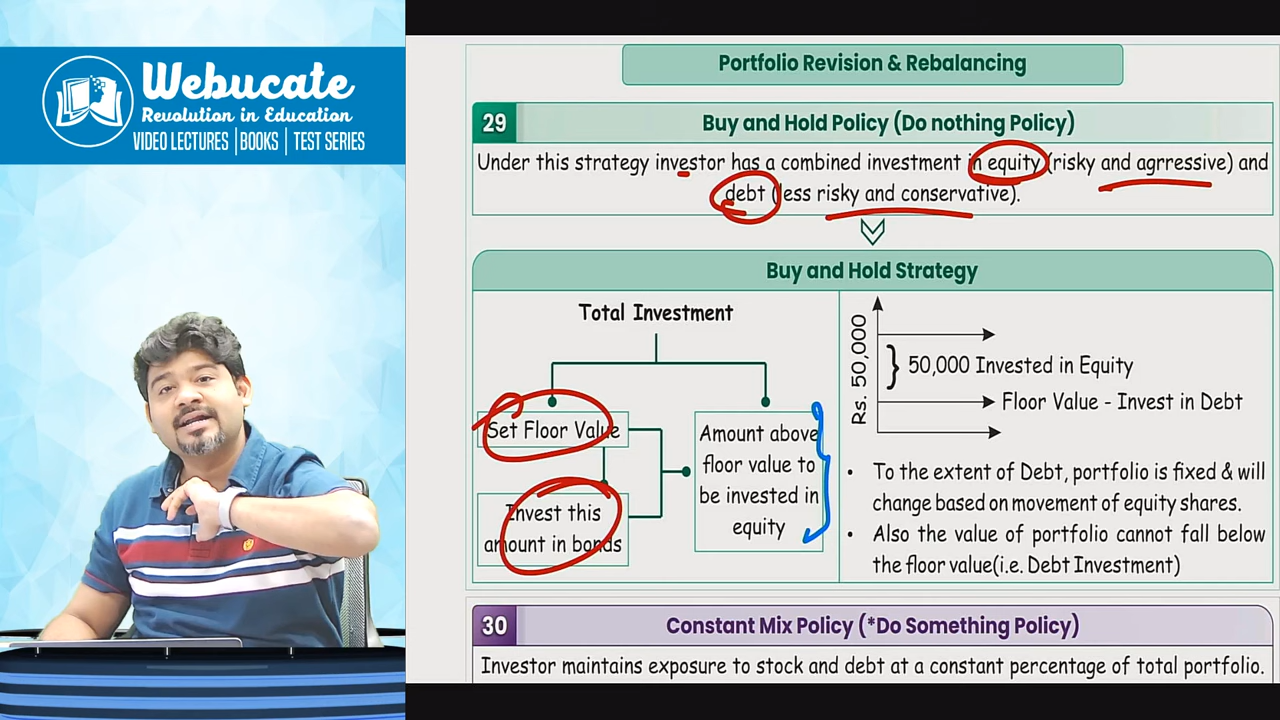 Webucate
Revolution in Education
VIDEO LECTURES | BOOKS | TEST SERIES
Portfolio Revision & Rebalancing
29
Buy and Hold Policy (Do nothing Policy)
Under this strategy investor has a combined investment in equity (risky and agrressive) and
debt (less risky and conservative).
Buy and Hold Strategy
Total Investment
Set Floor Value
Invest this
amount in bonds
Amount above
floor value to
be invested in
equity
Rs. 50,000
50,000 Invested in Equity
Floor Value - Invest in Debt
• To the extent of Debt, portfolio is fixed & will
change based on movement of equity shares.
• Also the value of portfolio cannot fall below
the floor value(i.e. Debt Investment)
30
Constant Mix Policy (*Do Something Policy)
Investor maintains exposure to stock and debt at a constant percentage of total portfolio.